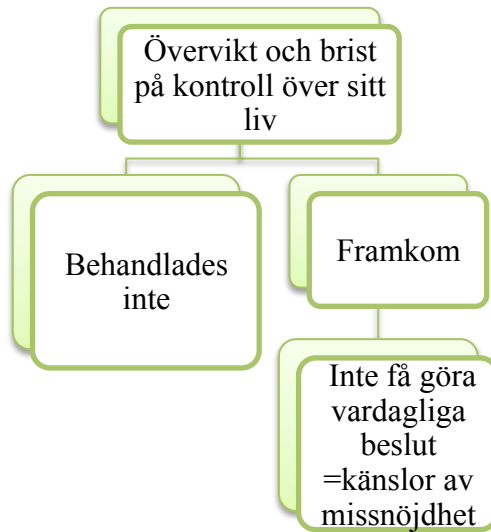 Övervikt och brist
på kontroll över sitt
liv
Behandlades
inte
Framkom
Inte få göra
vardagliga
beslut
=känslor av
missnöjdhet